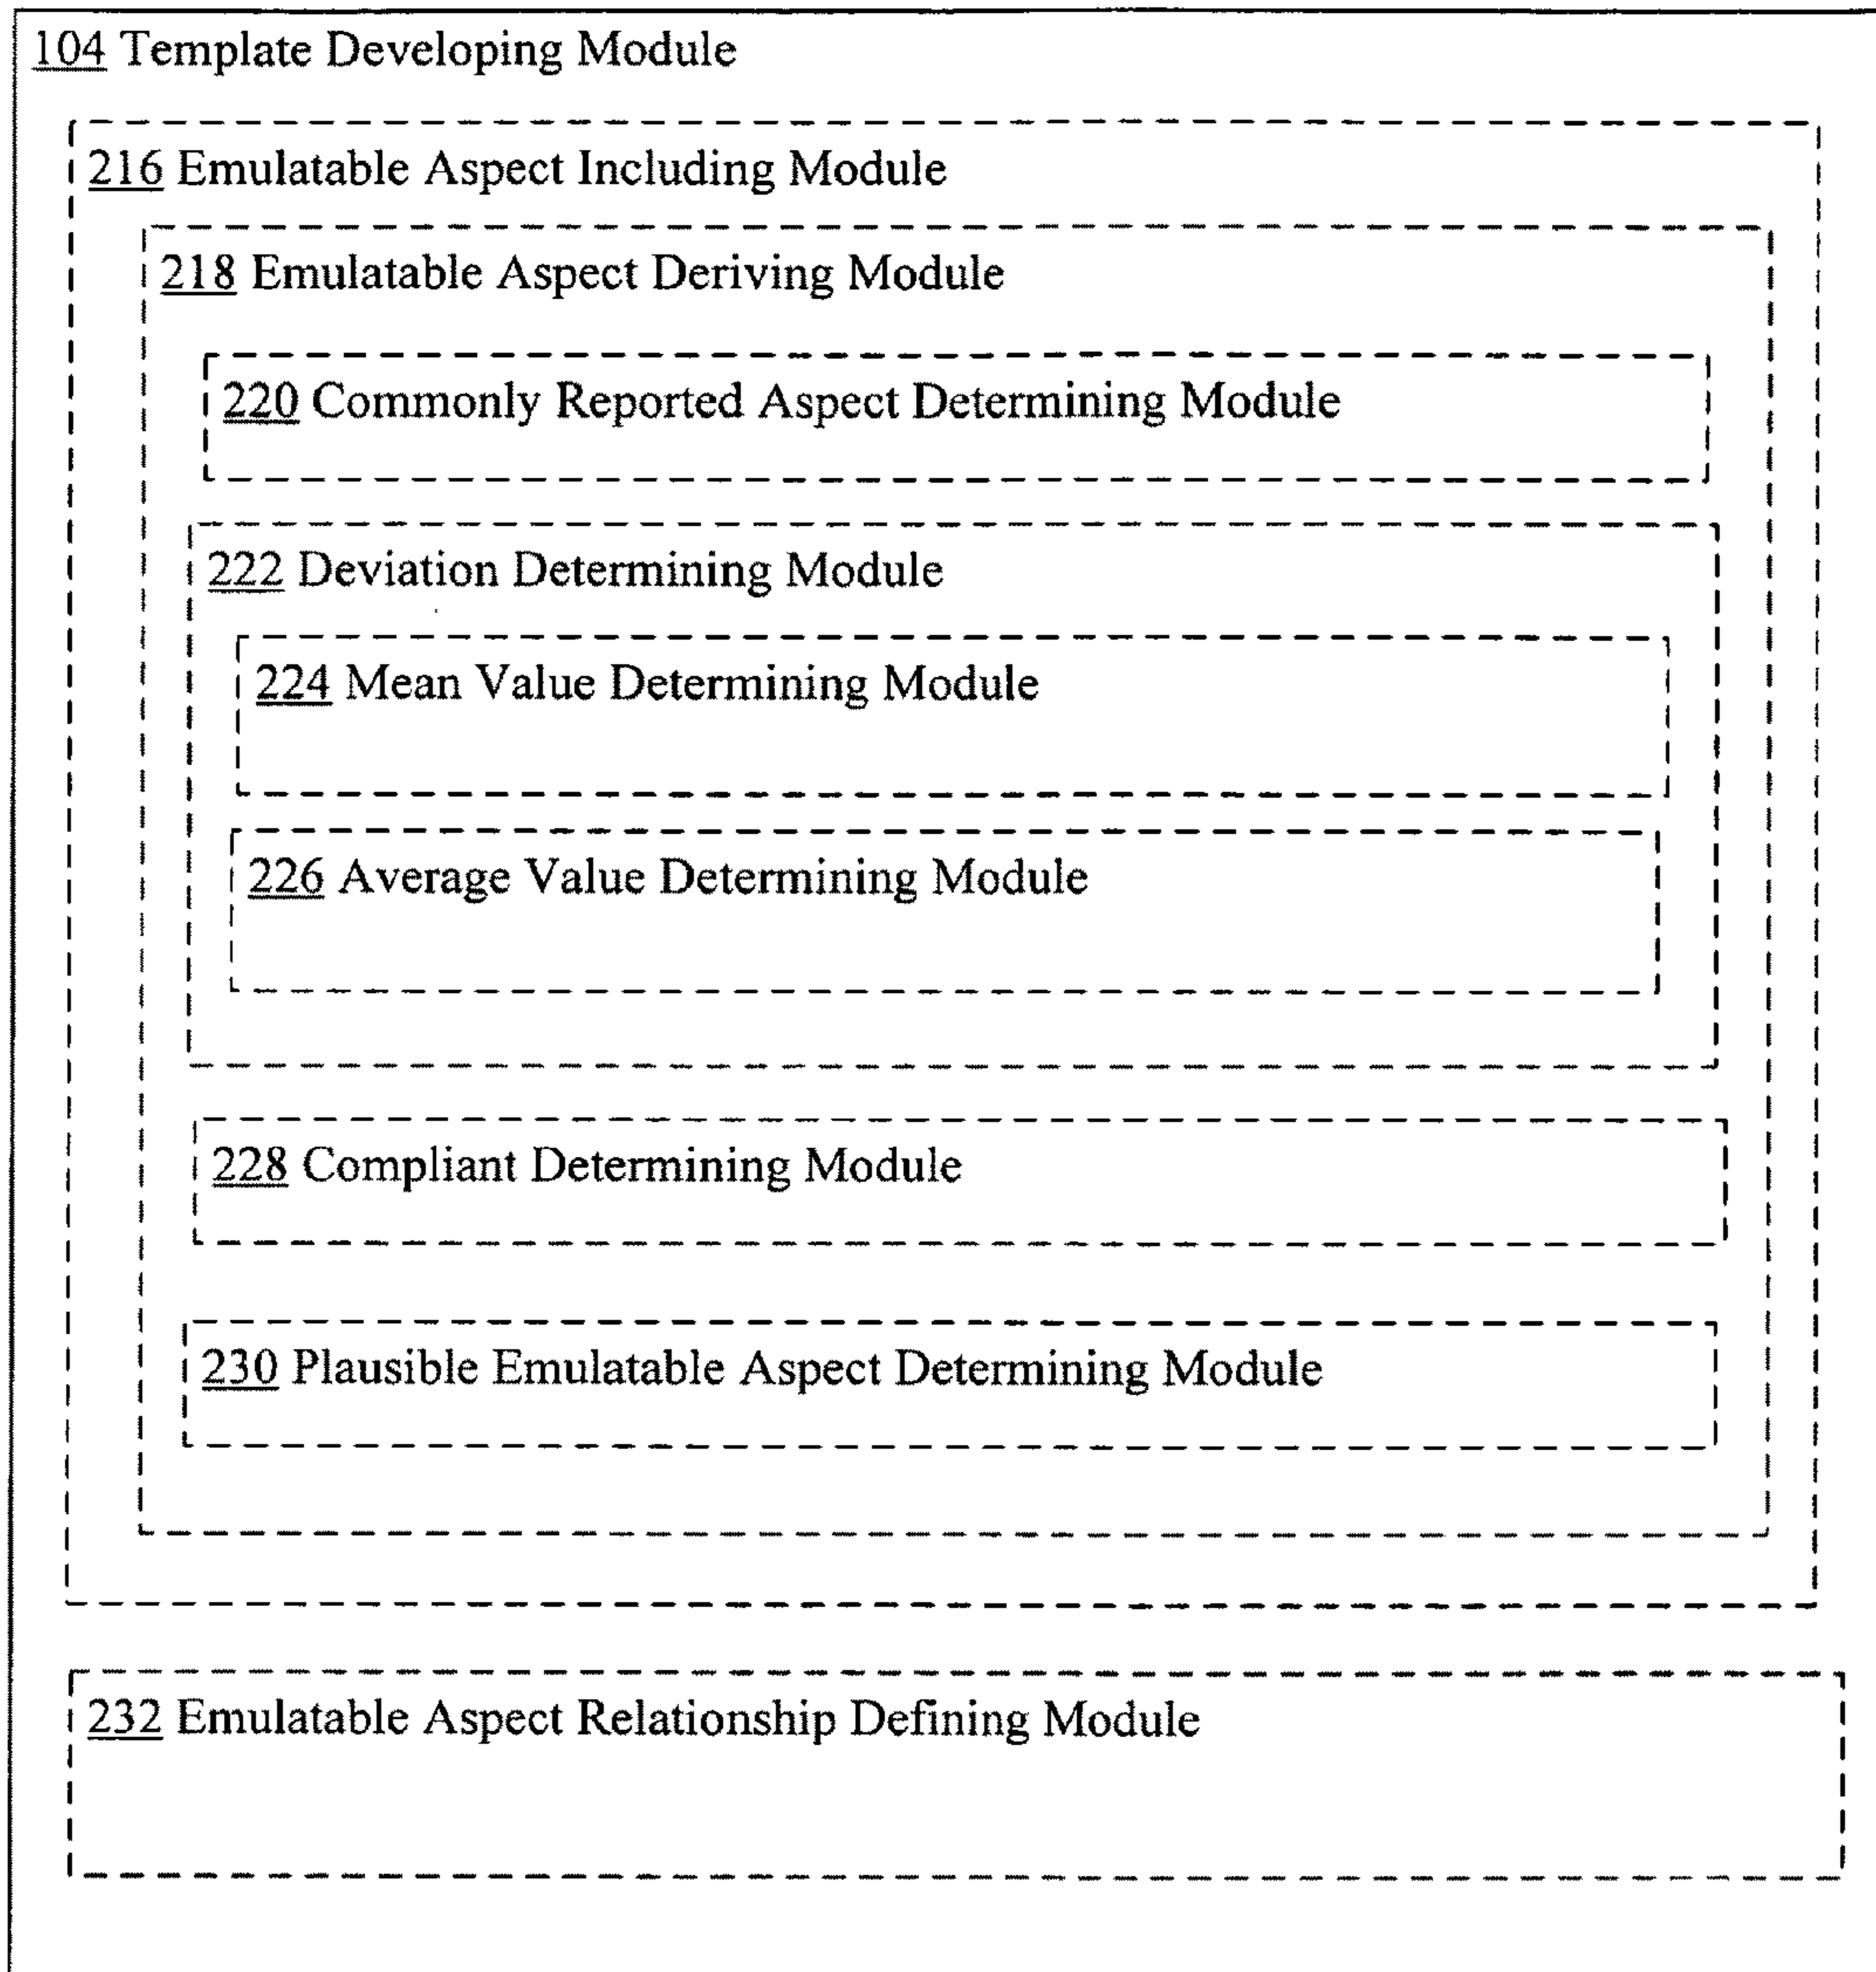 104 Template Developing Module
216 Emulatable Aspect Including Module
218 Emulatable Aspect Deriving Module
220 Commonly Reported Aspect Determining Module
222 Deviation Determining Module
224 Mean Value Determining Module
226 Average Value Determining Module
228 Compliant Determining Module
230 Plausible Emulatable Aspect Determining Module
232 Emulatable Aspect Relationship Defining Module